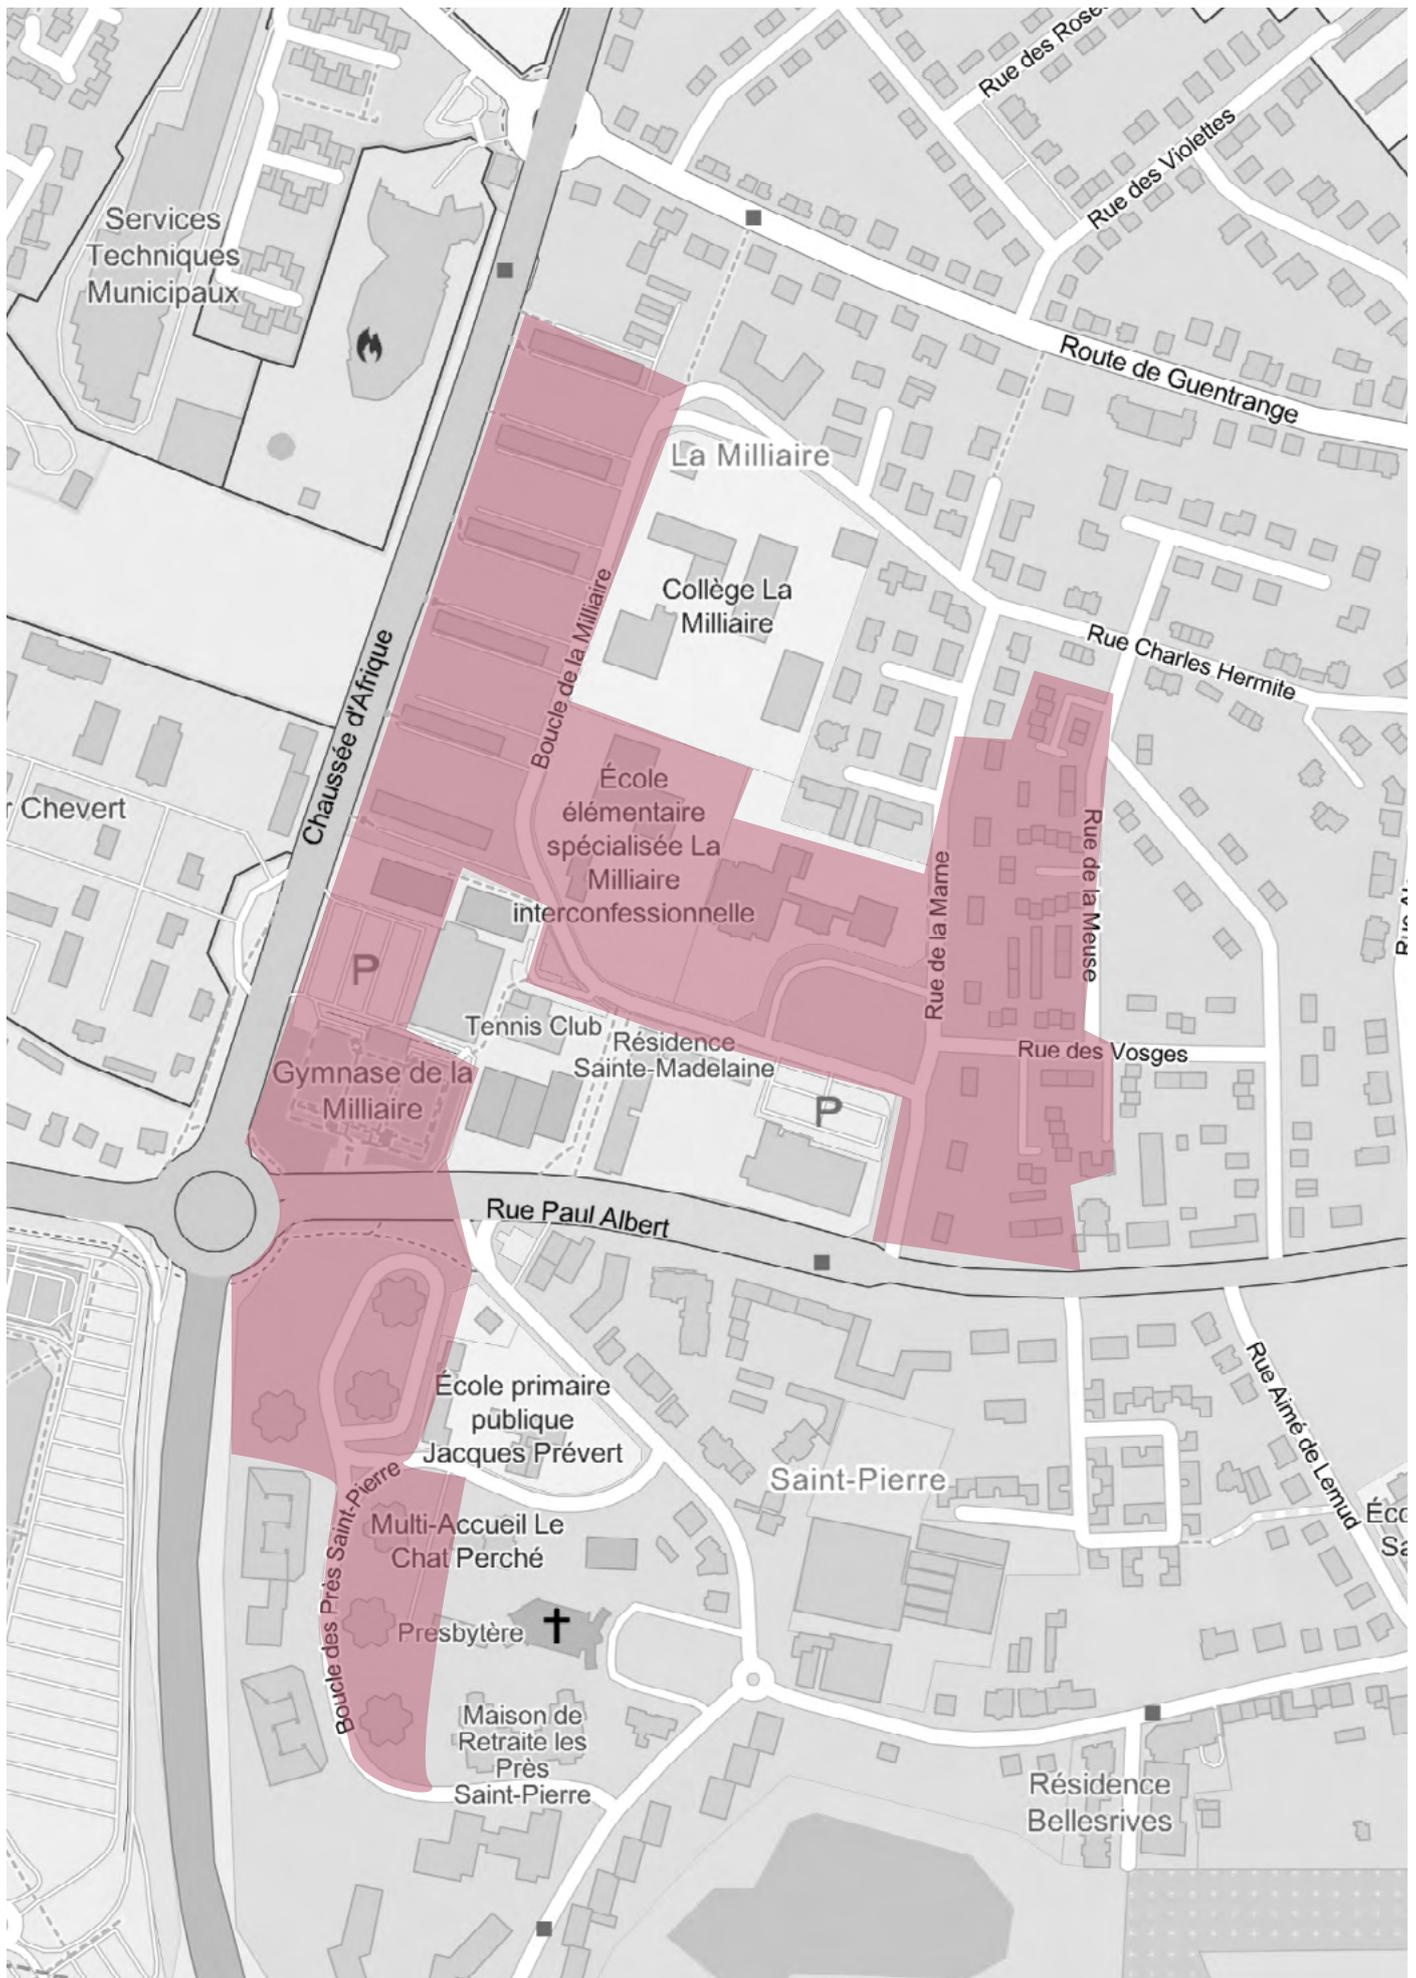 Rue des Rose
Rue des Violettes
Services
Techniques
Municipaux
Route de Guentrange
La Milliaire
Collège La
Milliaire
Boucle de la Milliaire
Rue Charles Hermite
Chaussée d'Afrique
r Chevert
École
élémentaire
spécialisée La
Milliaire
interconfessionnelle
Rue de la Marne
Rue de la Meuse
P
Tennis Club
Résidence
Sainte-Madelaine
Rue des Vosges
Gymnase de la
Milliaire
P
Rue Paul Albert
École primaire
publique
Jacques Prévert
Rue Aimé de Lemud
Saint-Pierre
Boucle des Près Saint-Pierre
Multi-Accueil Le
Chat Perché
Presbytère
Maison de
Retraite les
Près
Saint-Pierre
Résidence
Bellesrives